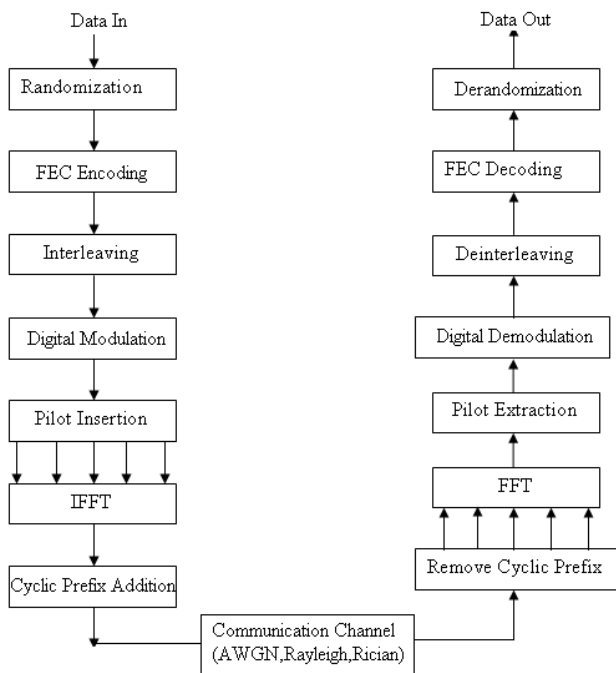 Data In
Randomization
FEC Encoding
Interleaving
Digital Modulation
Pilot Insertion
IFFT
Cyclic Prefix Addition
Communication Channel
(AWGN,Rayleigh,Rician)
Data Out
Derandomization
FEC Decoding
Deinterleaving
Digital Demodulation
Pilot Extraction
FFT
Remove Cyclic Prefix